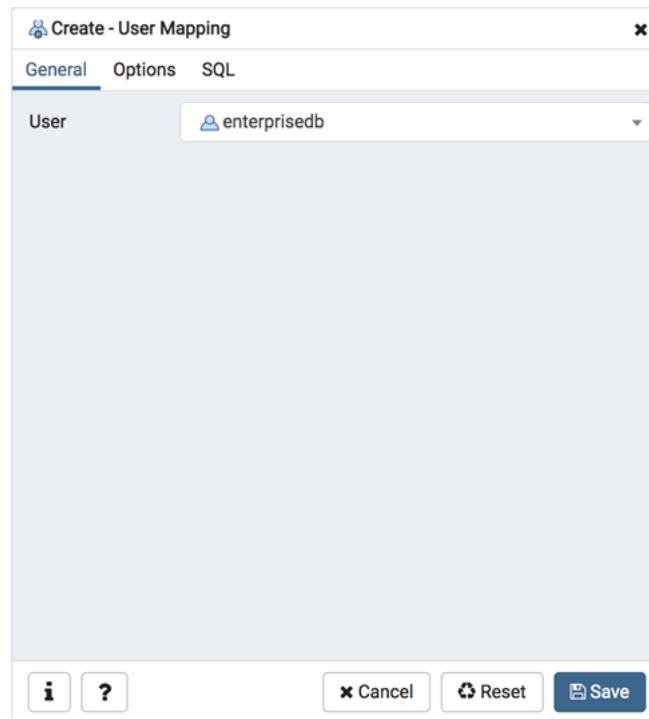 Create - User Mapping
General Options SQL
User enterprisedb
i ? Cancel Reset Save